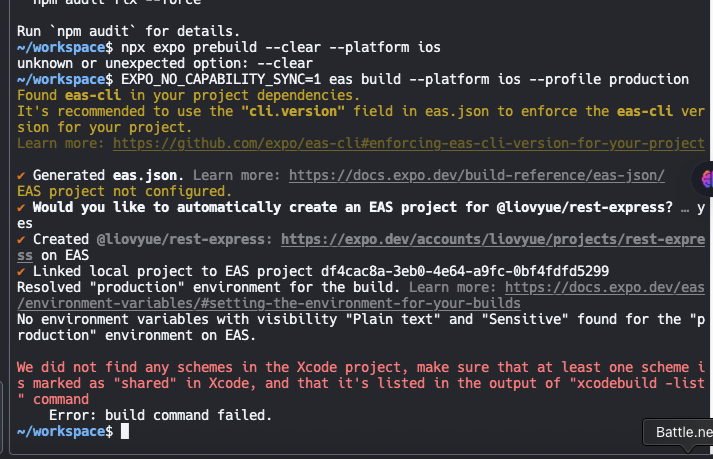 npm audit fix --force
Run `npm audit` for details.
~/workspace$ npx expo prebuild --clear --platform ios
unknown or unexpected option: --clear
~/workspace$ EXPO_NO_CAPABILITY_SYNC=1 eas build --platform ios --profile production
Found eas-cli in your project dependencies.
It's recommended to use the "cli.version" field in eas.json to enforce the eas-cli ver
sion for your project.
Learn more: https://github.com/expo/eas-cli#enforcing-eas-cli-version-for-your-project
✔ Generated eas.json. Learn more: https://docs.expo.dev/build-reference/eas-json/
EAS project not configured.
✔ Would you like to automatically create an EAS project for @liovyue/rest-express? … y
es
✔ Created @liovyue/rest-express: https://expo.dev/accounts/liovyue/projects/rest-expre
ss on EAS
✔ Linked local project to EAS project df4cac8a-3eb0-4e64-a9fc-0bf4fdfd5299
Resolved "production" environment for the build. Learn more: https://docs.expo.dev/eas
/environment-variables/#setting-the-environment-for-your-builds
No environment variables with visibility "Plain text" and "Sensitive" found for the "p
roduction" environment on EAS.
We did not find any schemes in the Xcode project, make sure that at least one scheme i
s marked as "shared" in Xcode, and that it's listed in the output of "xcodebuild -list
" command
Error: build command failed.
~/workspace$
Battle.ne